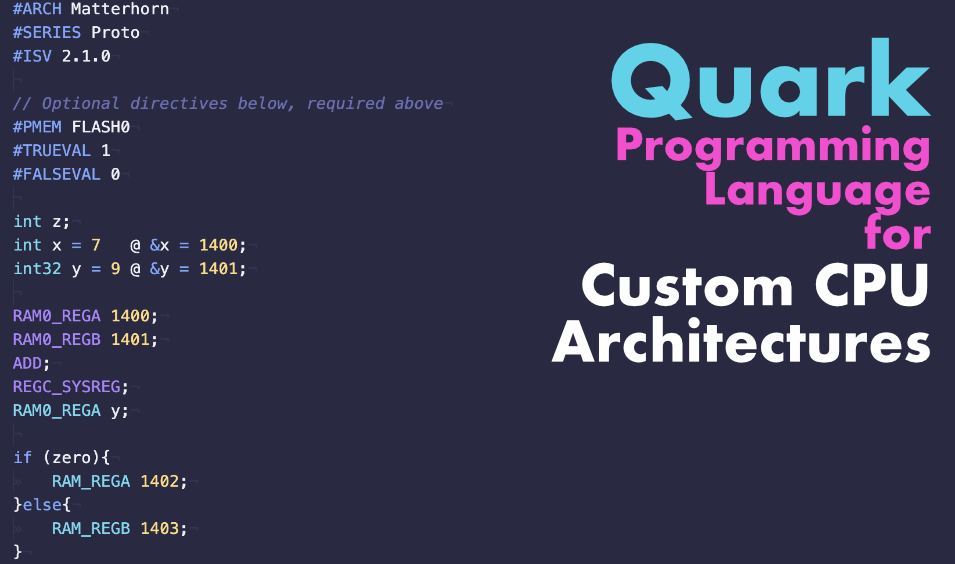 #ARCH Matterhorn
#SERIES Proto
#ISV 2.1.0
// Optional directives below, required above
#PMEM FLASH0
#TRUEVAL 1
#FALSEVAL 0
int z;
int x = 7   @ &x = 1400;
int32 y = 9 @ &y = 1401;
RAM0_REGA 1400;
RAM0_REGB 1401;
ADD;
REGC_SYSREG;
RAM0_REGA y;
if (zero){
    RAM_REGA 1402;
}else{
    RAM_REGB 1403;
}
Quark
Programming
Language
for
Custom CPU
Architectures